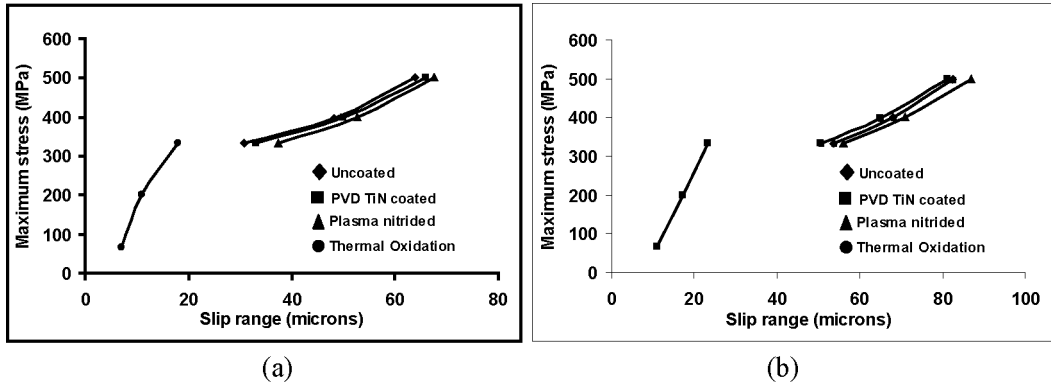 600
500
400
300
200
100
0
Maximum stress (MPa)
Uncoated
PVD TiN coated
Plasma nitrided
Thermal Oxidation
0 20 40 60 80
Slip range (microns)
(a)
600
500
400
300
200
100
0
Maximum stress (MPa)
Uncoated
PVD TiN coated
Plasma nitrided
Thermal Oxidation
0 20 40 60 80 100
Slip range (microns)
(b)